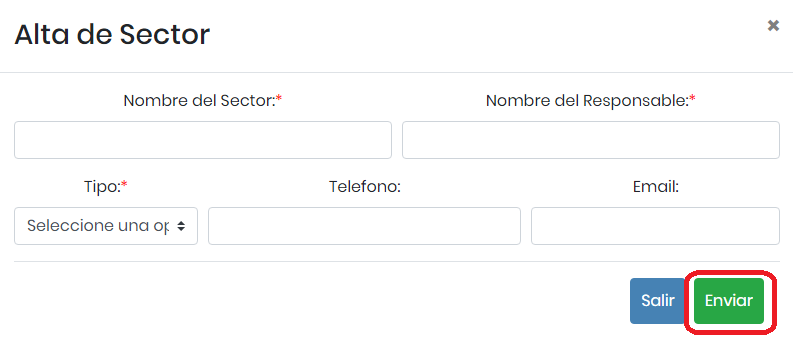 Alta de Sector
×
Nombre del Sector:* Nombre del Responsable:*
Tipo:* Telefono: Email:
Seleccione una op
Salir Enviar